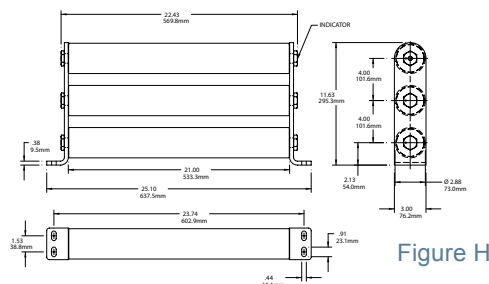 22.43
569.8mm
INDICATOR
4.00
101.6mm
11.63
295.3mm
4.00
101.6mm
.38
9.5mm
21.00
533.3mm
2.13
54.0mm
Ø 2.88
73.0mm
25.10
637.5mm
3.00
76.2mm
23.74
602.9mm
1.53
38.8mm
.91
23.1mm
.44
Figure H